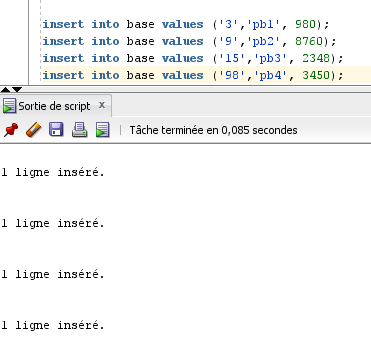 insert into base values ('3','pb1', 980);
insert into base values ('9','pb2', 8760);
insert into base values ('15','pb3', 2348);
insert into base values ('98','pb4', 3450);
Sortie de script x
Tâche terminée en 0,085 secondes
1 ligne inséré.
1 ligne inséré.
1 ligne inséré.
1 ligne inséré.